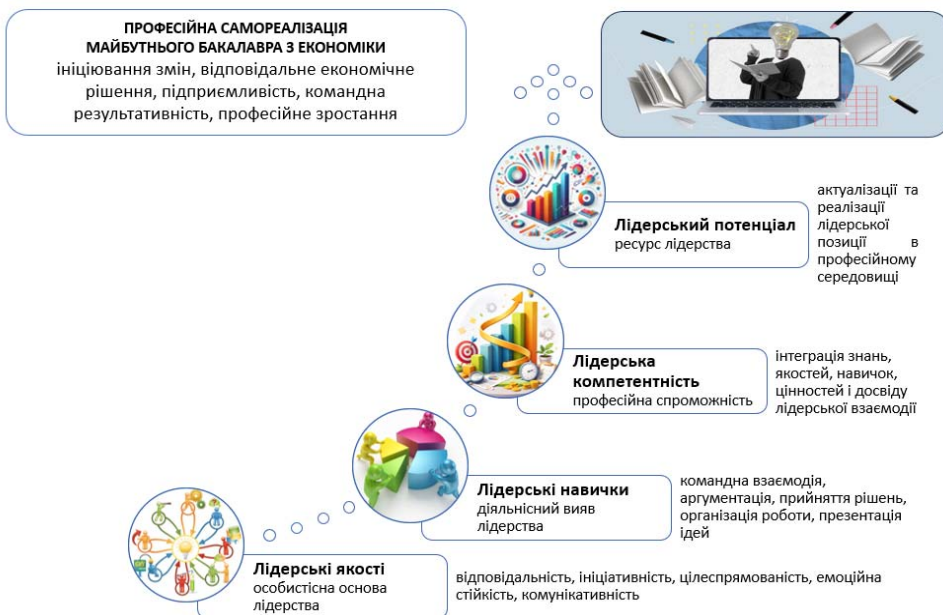 ПРОФЕСІЙНА САМОРЕАЛІЗАЦІЯ
МАЙБУТНЬОГО БАКАЛАВРА З ЕКОНОМІКИ
ініціювання змін, відповідальне економічне
рішення, підприємливість, командна
результативність, професійне зростання
Лідерський потенціал
ресурс лідерства
актуалізації та
реалізації
лідерської
позиції в
професійному
середовищі
Лідерська
компетентність
професійна спроможність
інтеграція знань,
якостей, навичок,
цінностей і досвіду
лідерської взаємодії
Лідерські навички
діяльнісний вияв
лідерства
командна взаємодія,
аргументація, прийняття рішень,
організація роботи, презентація
ідей
Лідерські якості
особистісна основа
лідерства
відповідальність, ініціативність, цілеспрямованість, емоційна
стійкість, комунікативність